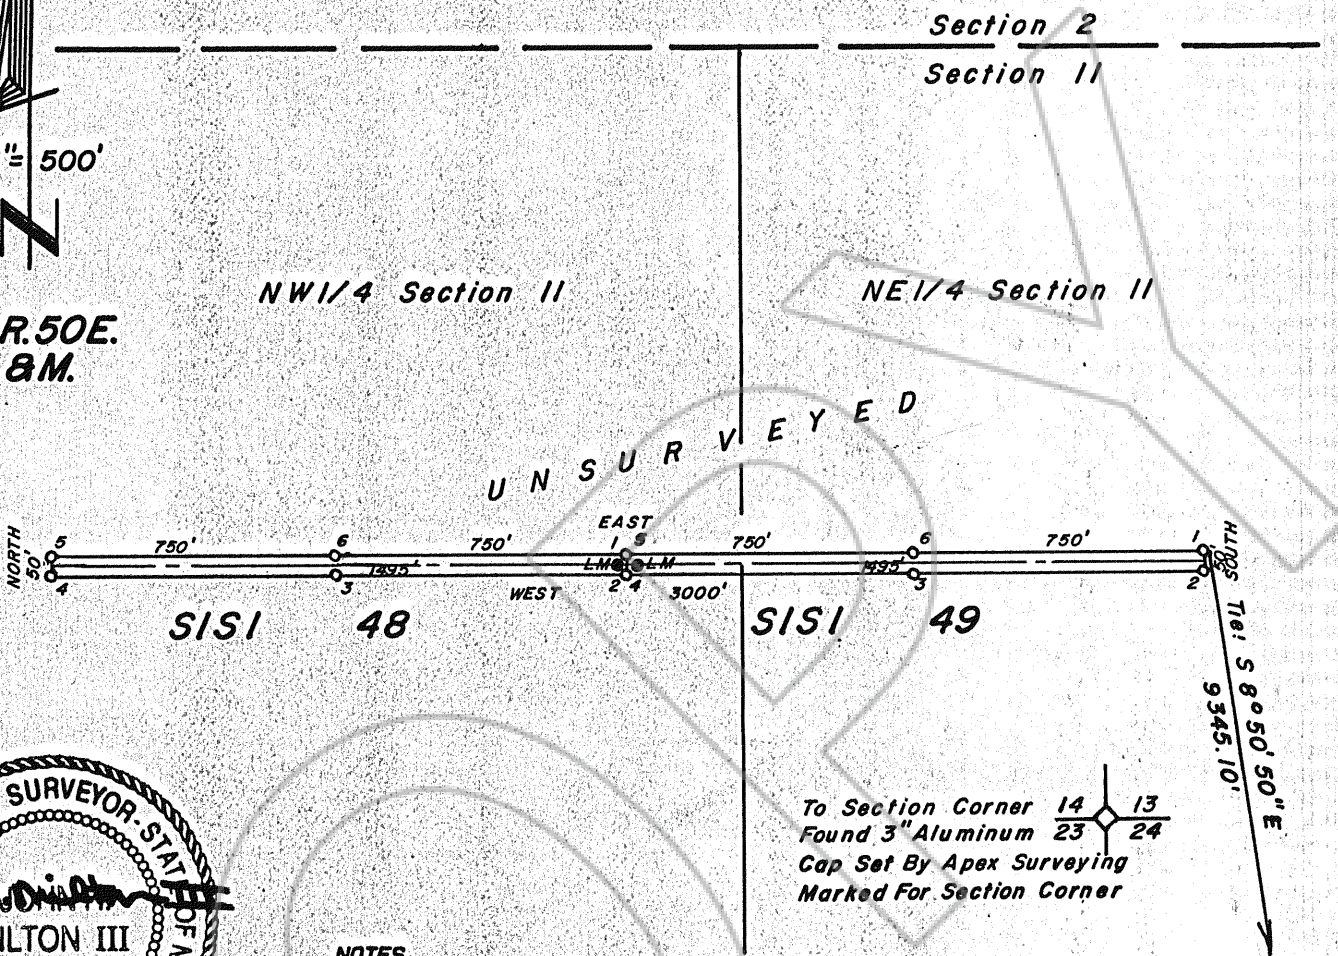 Section 2
Section 11
"= 500'
N
NW1/4 Section 11
NE1/4 Section 11
R.50E.
&M.
UNSURVEYED
EAST
NORTH
50'
5
750'
6
750'
1
5
750'
6
750'
1
50'
SOUTH
LM
LM
4
1495'
3
WEST
2
4
3000'
1495'
3
2
SISI 48
SISI 49
Tie: S 8°50'50"E
9345.10'
To Section Corner 14 13
Found 3" Aluminum 23 24
Cap Set By Apex Surveying
Marked For Section Corner
SURVEYOR-STAT
OF
ILTON III
NOTES
COPY